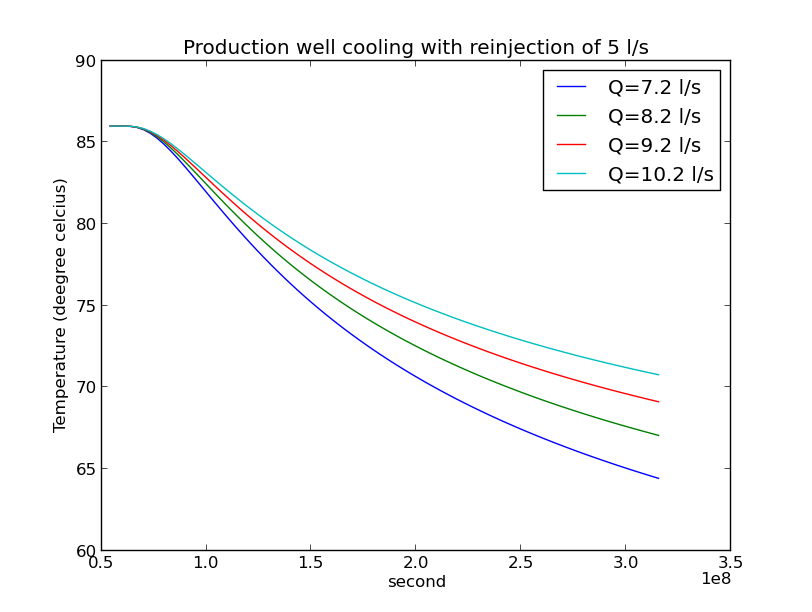 Production well cooling with reinjection of 5 l/s
90
85
80
75
70
65
60
Temperature (deegree celcius)
Q=7.2 l/s
Q=8.2 l/s
Q=9.2 l/s
Q=10.2 l/s
0.5 1.0 1.5 2.0 2.5 3.0 3.5
1e8
second